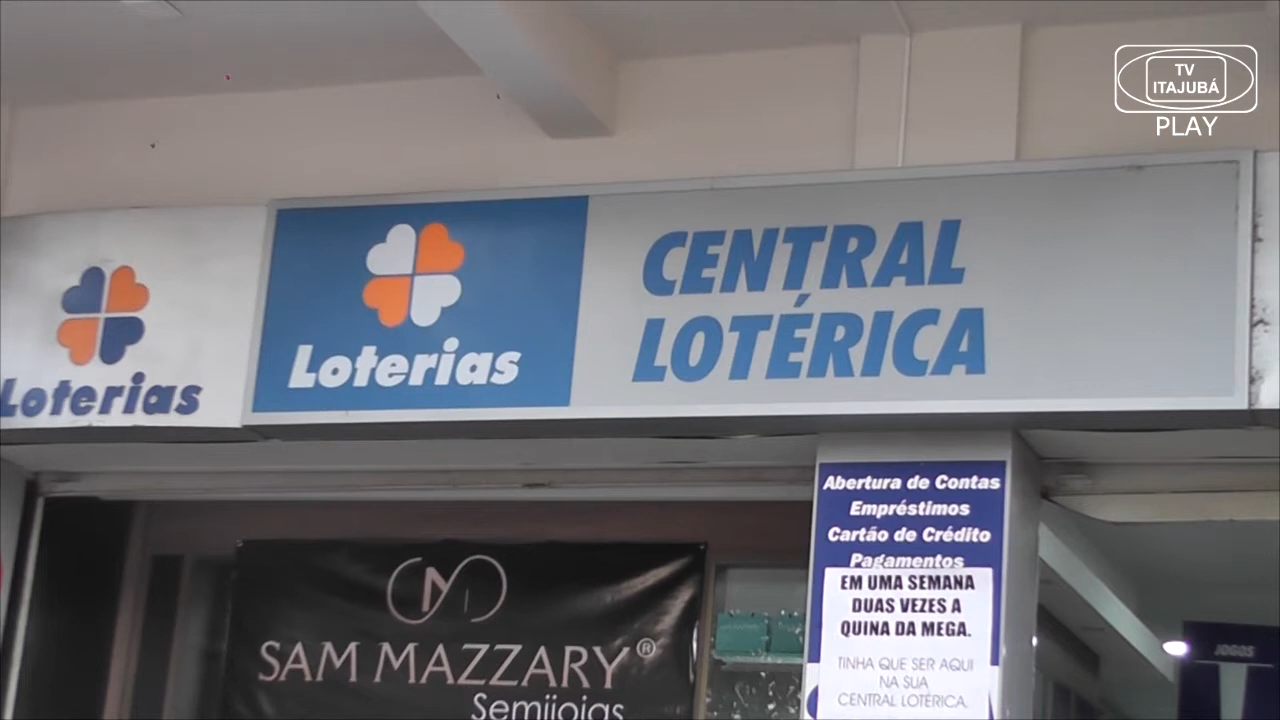 TV
ITAJUBÁ
PLAY
Loterias
Loterias
CENTRAL
LOTÉRICA
Abertura de Contas
Empréstimos
Cartão de Crédito
Pagamentos
EM UMA SEMANA
DUAS VEZES A
QUINA DA MEGA.
TINHA QUE SER AQUI
NA SUA
CENTRAL LOTÉRICA.
SAM MAZZARY®
Semijoias
JOGOS